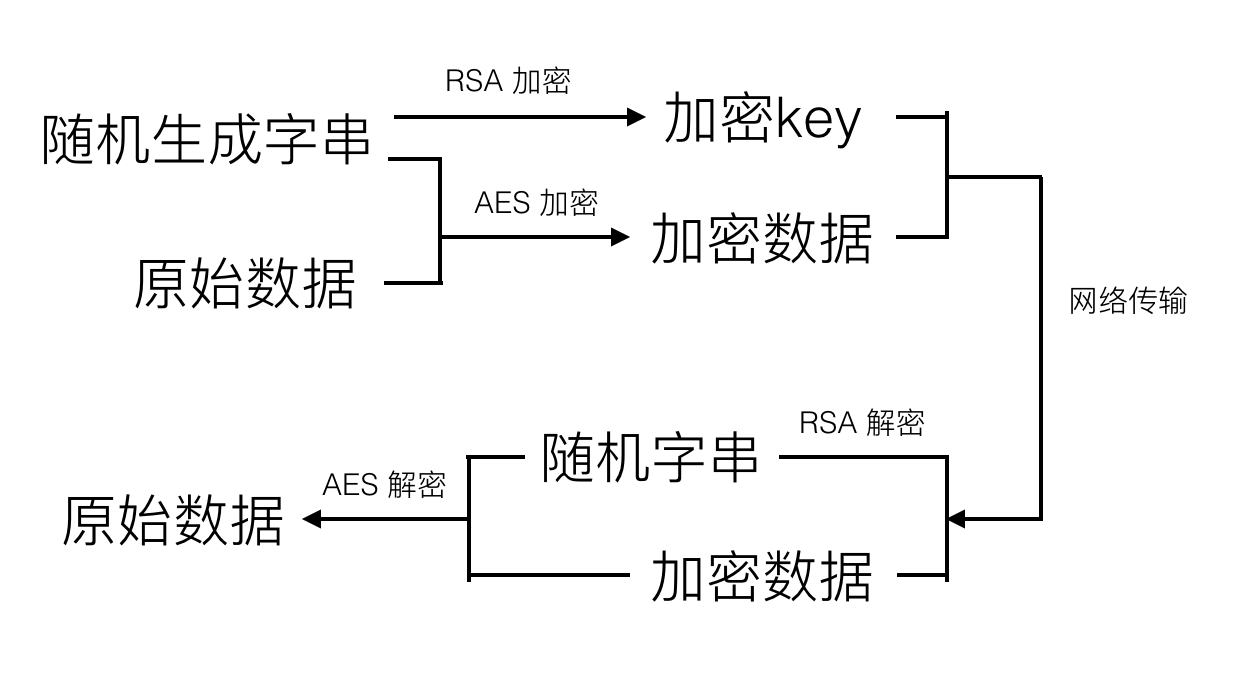 RSA 加密
随机生成字串
加密key
AES 加密
加密数据
原始数据
网络传输
RSA 解密
随机字串
AES 解密
原始数据
加密数据